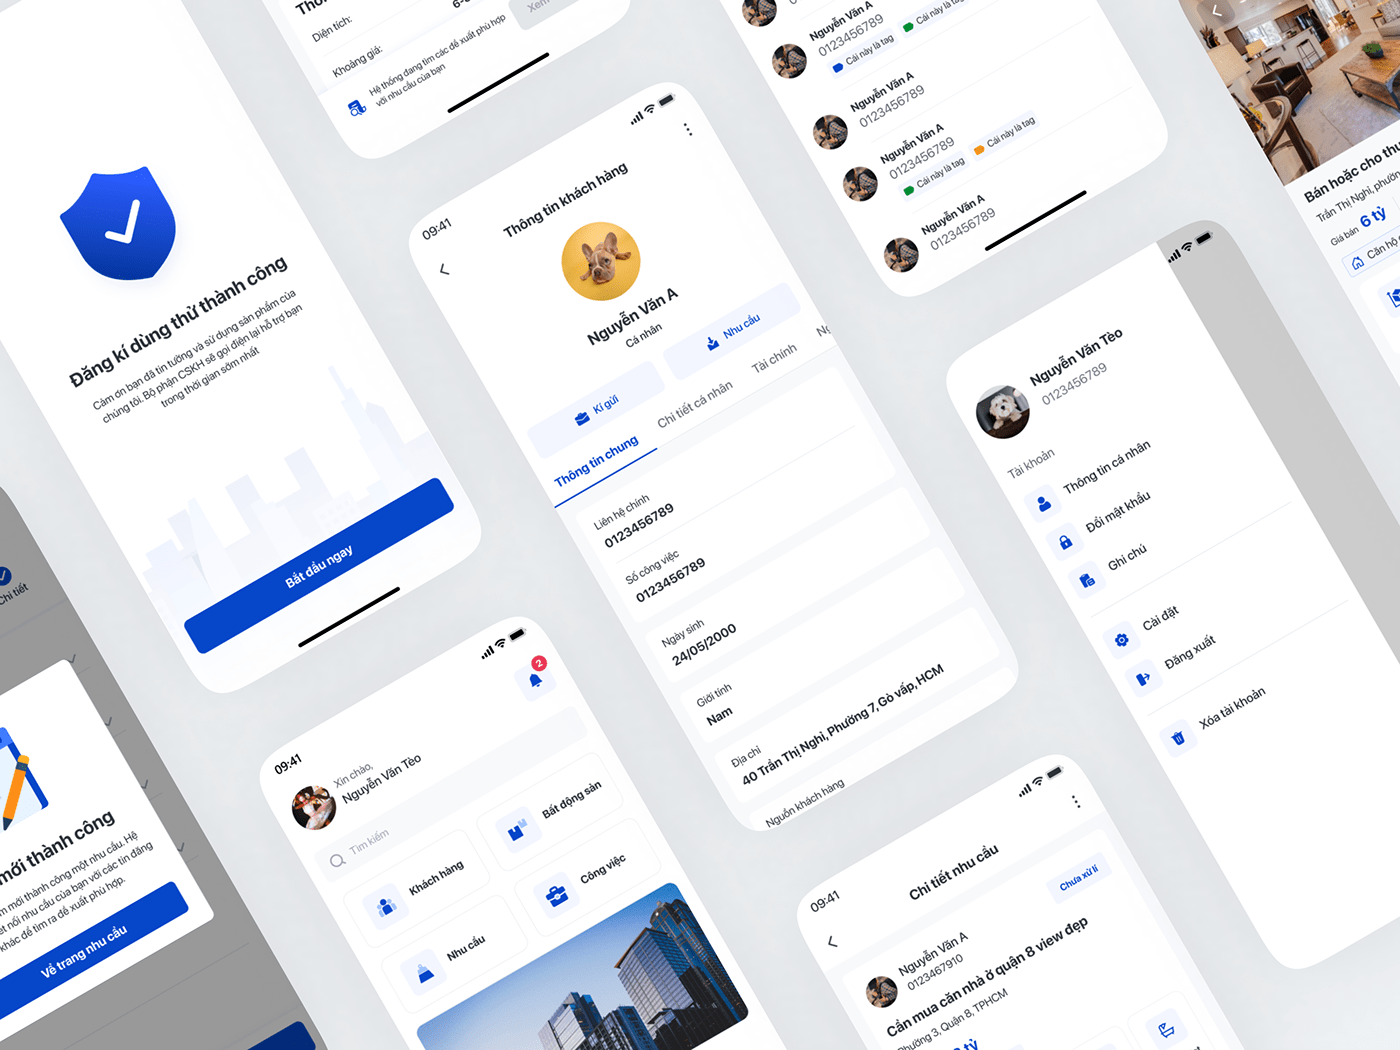 Đăng kí dùng thử thành công
Cảm ơn bạn đã tin tưởng và sử dụng sản phẩm của
chúng tôi. Bộ phận CSKH sẽ gọi điện lại hỗ trợ bạn
trong thời gian sớm nhất
Bắt đầu ngay
Diện tích:
Khoảng giá:
Hệ thống đang tìm các đề xuất phù hợp
với nhu cầu của bạn
Xem
09:41
Thông tin khách hàng
Nguyễn Văn A
Cá nhân
Kí gửi
Nhu cầu
Thông tin chung
Chi tiết cá nhân
Tài chính
Liên hệ chính
0123456789
Số công việc
0123456789
Ngày sinh
24/05/2000
Giới tính
Nam
Địa chỉ
40 Trần Thị Nghi, Phường 7, Gò vấp, HCM
Nguồn khách hàng
Nguyễn Văn A
0123456789
Cái này là tag
Cái này là tag
Nguyễn Văn A
0123456789
Nguyễn Văn A
0123456789
Cái này là tag
Cái này là tag
Nguyễn Văn A
0123456789
Bán hoặc cho thu
Trần Thị Nghi, phường
Giá bán
6 tỷ
Căn hộ
Nguyễn Văn Tèo
0123456789
Tài khoản
Thông tin cá nhân
Đổi mật khẩu
Ghi chú
Cài đặt
Đăng xuất
Xóa tài khoản
Chi tiết
mới thành công
mới thành công một nhu cầu. Hệ
kết nối nhu cầu của bạn với các tin đăng
khác để tìm ra đề xuất phù hợp.
Về trang nhu cầu
09:41
2
Xin chào,
Nguyễn Văn Tèo
Tìm kiếm
Khách hàng
Bất động sản
Nhu cầu
Công việc
09:41
Chi tiết nhu cầu
Chưa xử lí
Nguyễn Văn A
0123467910
Cần mua căn nhà ở quận 8 view đẹp
Phường 3, Quận 8, TPHCM
tỷ